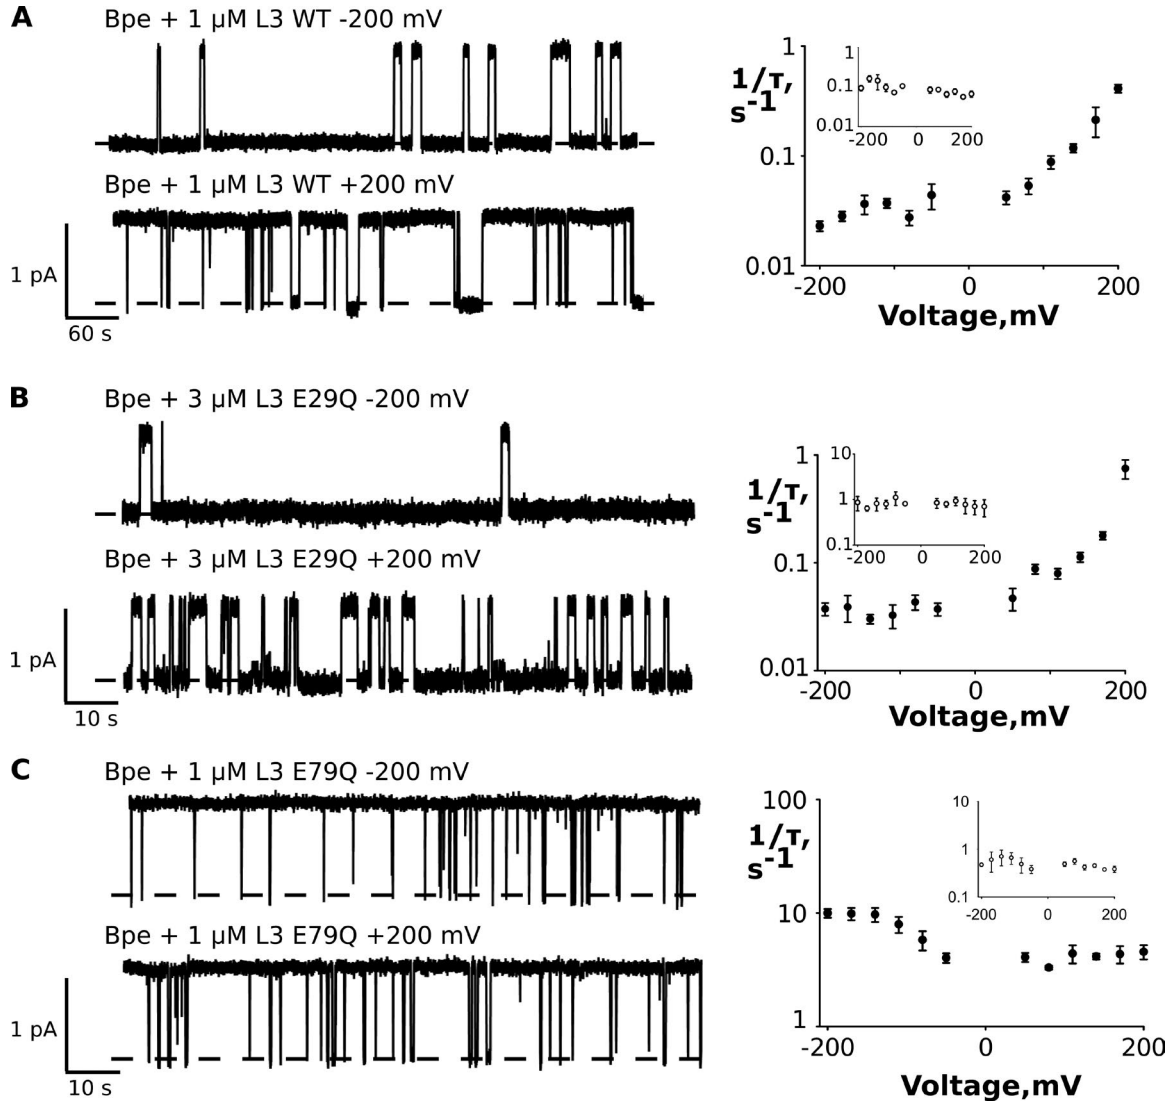 A
Bpe + 1 µM L3 WT -200 mV
Bpe + 1 µM L3 WT +200 mV
1 pA
60 s
1
0.1
0.01
1/τ,
s-1
1
0.1
0.01
-200
0
200
-200
0
200
Voltage,mV
B
Bpe + 3 µM L3 E29Q -200 mV
Bpe + 3 µM L3 E29Q +200 mV
1 pA
10 s
1
0.1
0.01
1/τ,
s-1
10
1
0.1
-200
0
200
-200
0
200
Voltage,mV
C
Bpe + 1 µM L3 E79Q -200 mV
Bpe + 1 µM L3 E79Q +200 mV
1 pA
10 s
100
10
1
1/τ,
s-1
10
1
0.1
-200
0
200
-200
0
200
Voltage,mV